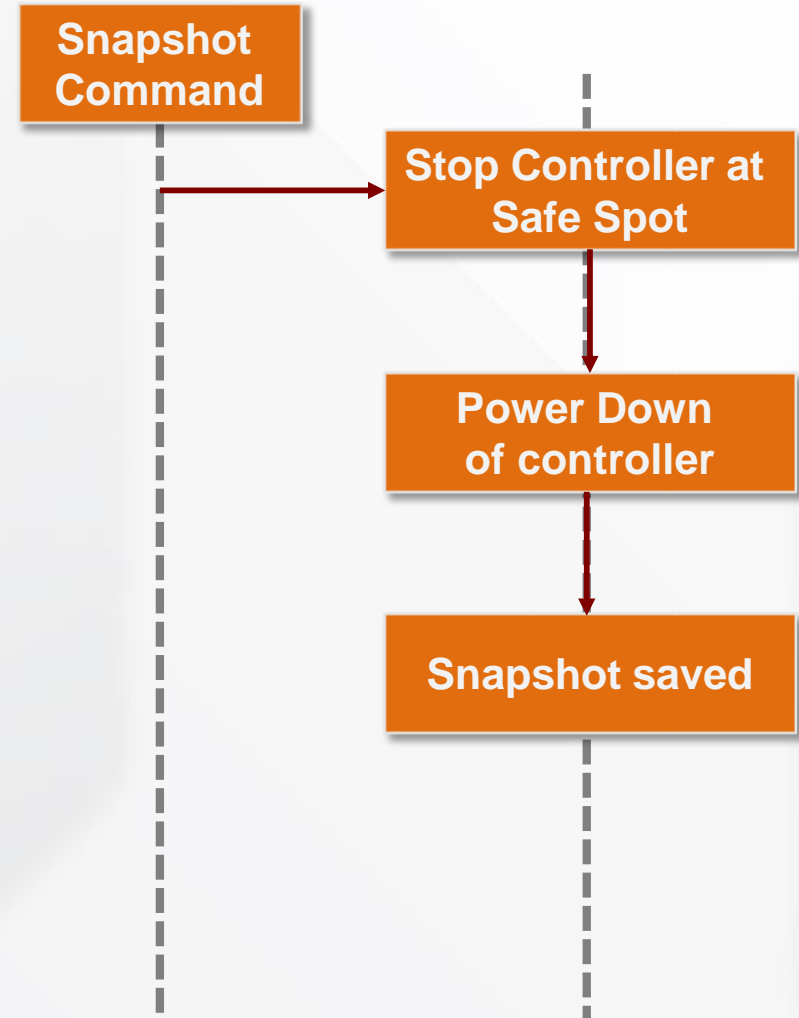 Snapshot
Command
Stop Controller at
Safe Spot
Power Down
of controller
Snapshot saved